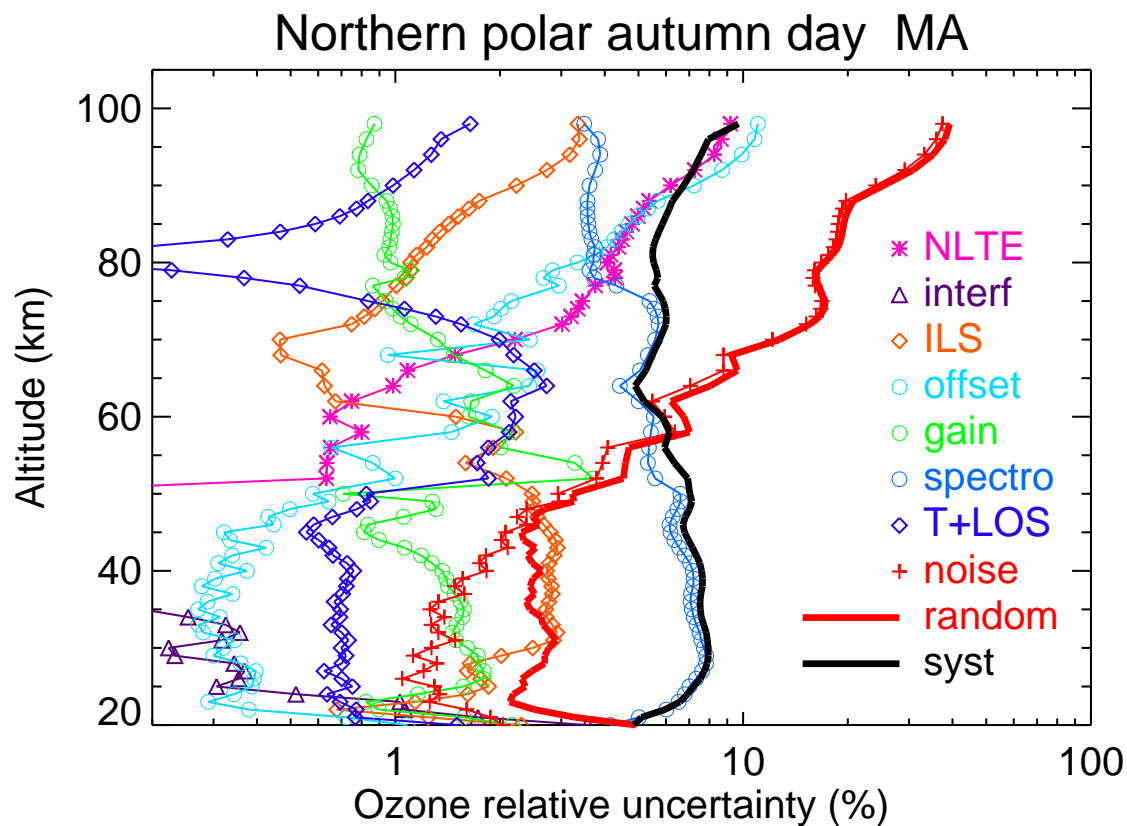 Northern polar autumn day MA
Altitude (km)
100
80
60
40
20
NLTE
interf
ILS
offset
gain
spectro
T+LOS
noise
random
syst
1
10
100
Ozone relative uncertainty (%)